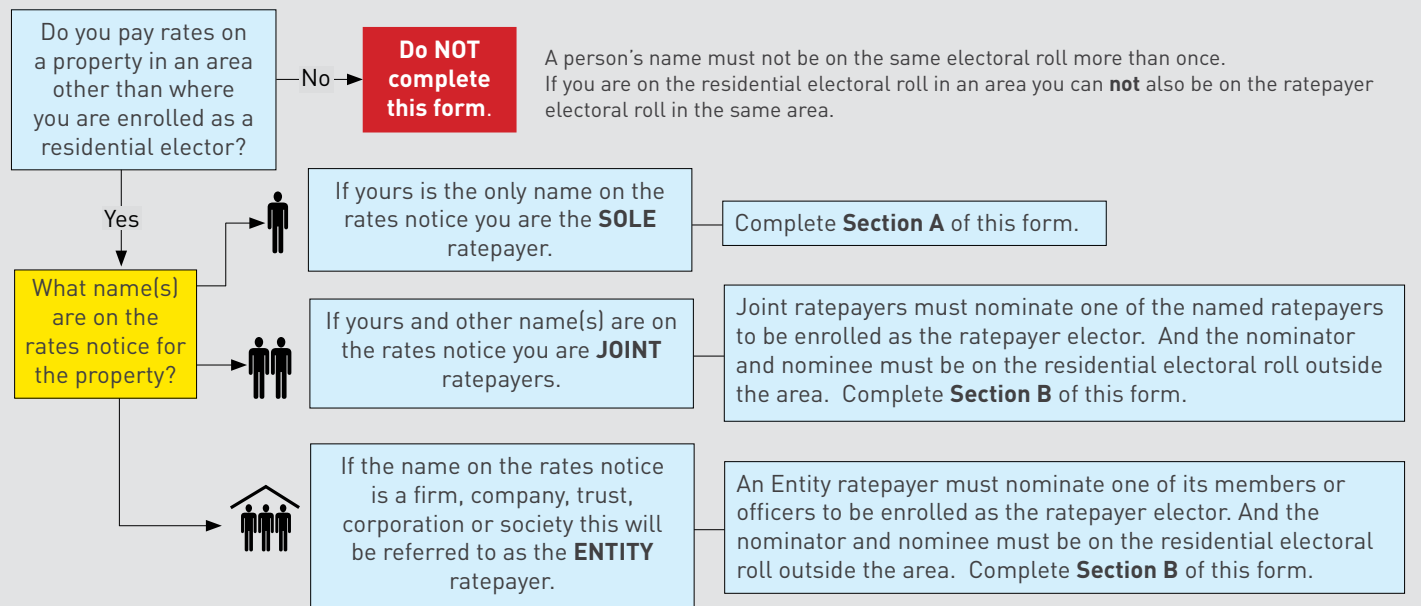 Do you pay rates on
a property in an area
other than where
you are enrolled as a
residential elector?
No
Do NOT
complete
this form.
A person's name must not be on the same electoral roll more than once.
If you are on the residential electoral roll in an area you can not also be on the ratepayer
electoral roll in the same area.
Yes
What name(s)
are on the
rates notice for
the property?
If yours is the only name on the
rates notice you are the SOLE
ratepayer.
Complete Section A of this form.
If yours and other name(s) are on
the rates notice you are JOINT
ratepayers.
Joint ratepayers must nominate one of the named ratepayers
to be enrolled as the ratepayer elector.  And the nominator
and nominee must be on the residential electoral roll outside
the area.  Complete Section B of this form.
If the name on the rates notice
is a firm, company, trust,
corporation or society this will
be referred to as the ENTITY
ratepayer.
An Entity ratepayer must nominate one of its members or
officers to be enrolled as the ratepayer elector. And the
nominator and nominee must be on the residential electoral
roll outside the area.  Complete Section B of this form.